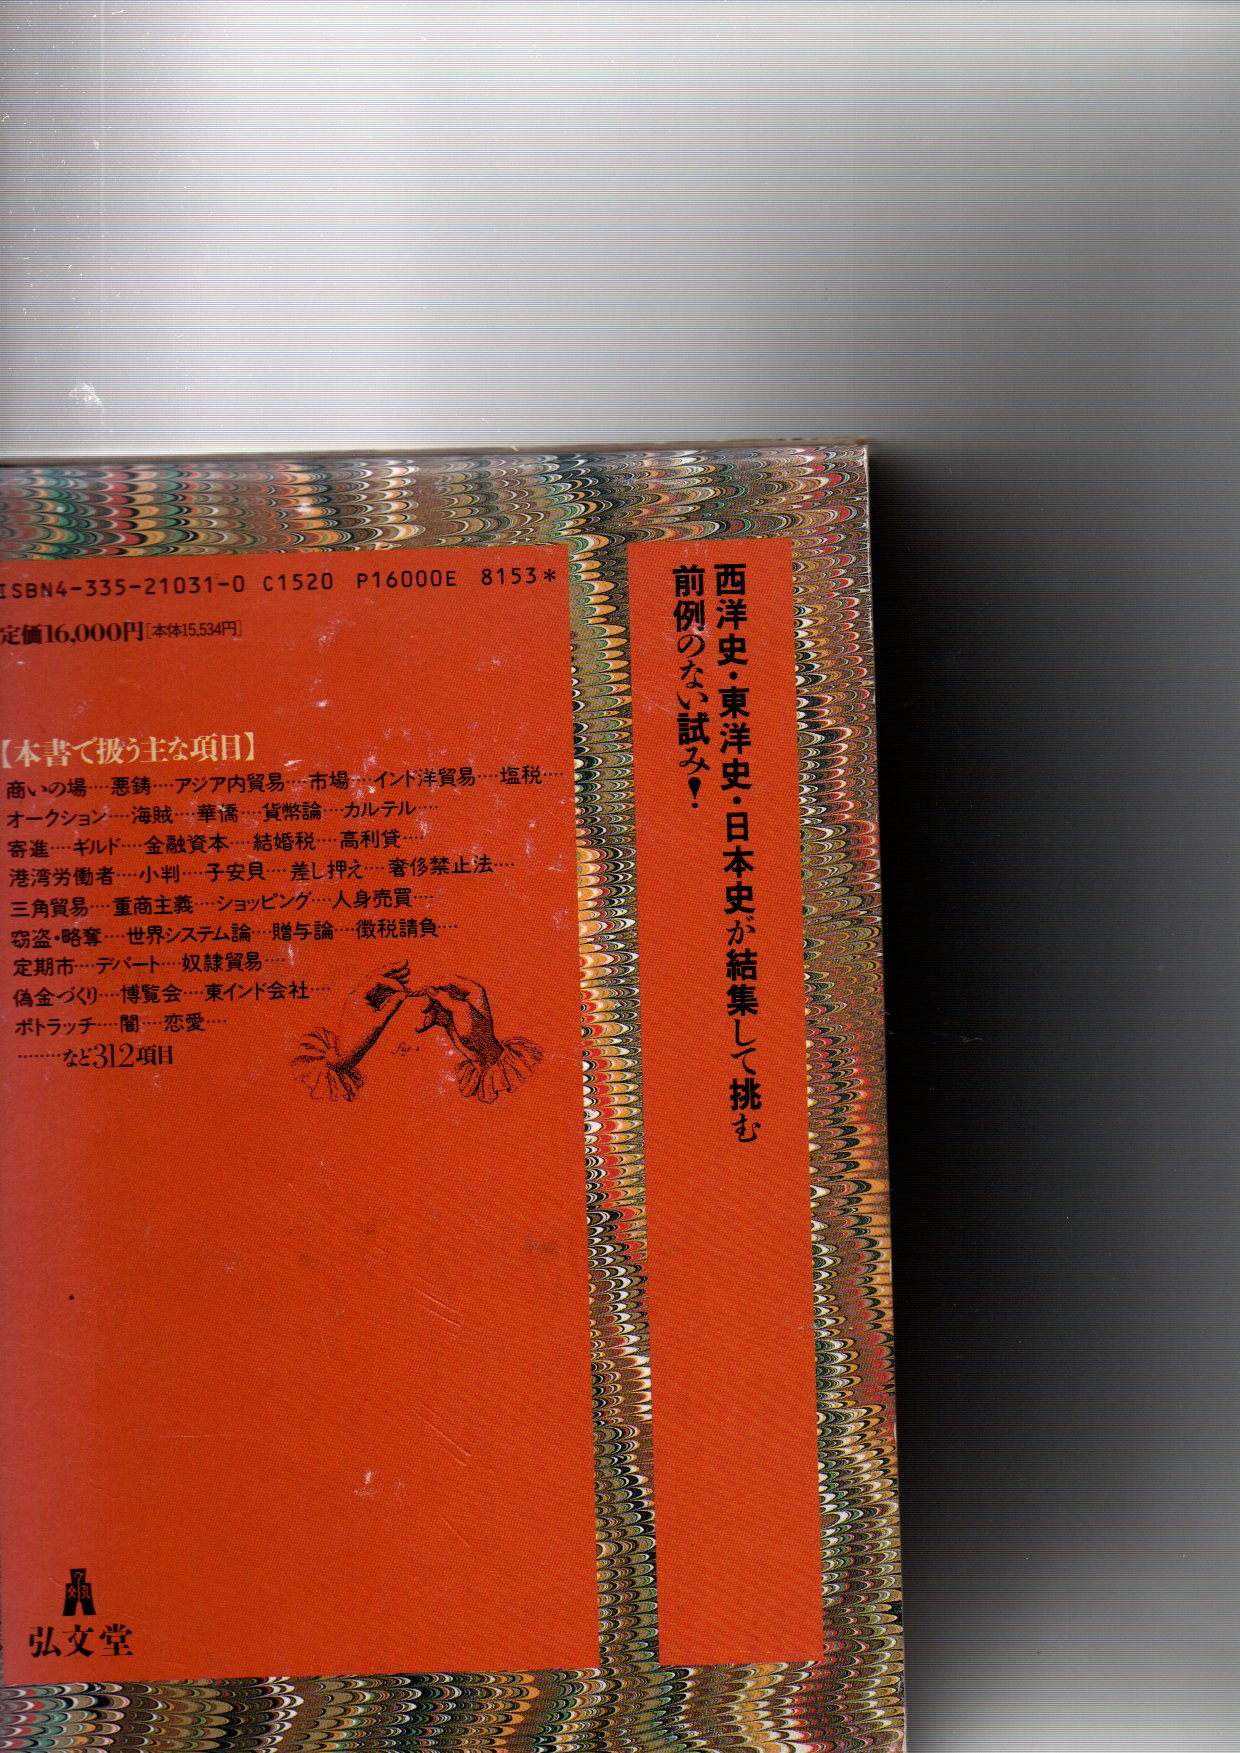 西洋史・東洋史・日本史が結集して挑む
前例のない試み！
ISBN4-335-21031-0 C1520 P16000E 8153*
定価16,000円[本体15,534円]
【本書で扱う主な項目】
商いの場‥‥悪鋳‥‥アジア内貿易‥‥市場‥‥インド洋貿易‥‥塩税‥‥
オークション‥‥海賊‥‥華僑‥‥貨幣論‥‥カルテル‥‥
寄進‥‥ギルド‥‥金融資本‥‥結婚税‥‥高利貸‥‥
港湾労働者‥‥小判‥‥子安貝‥‥差し押え‥‥奢侈禁止法‥‥
三角貿易‥‥重商主義‥‥ショッピング‥‥人身売買‥‥
窃盗・略奪‥‥世界システム論‥‥贈与論‥‥徴税請負‥‥
定期市‥‥デパート‥‥奴隷貿易‥‥
偽金づくり‥‥博覧会‥‥東インド会社‥‥
ポトラッチ‥‥闇‥‥恋愛‥‥
………など312項目
fig 1
弘文堂